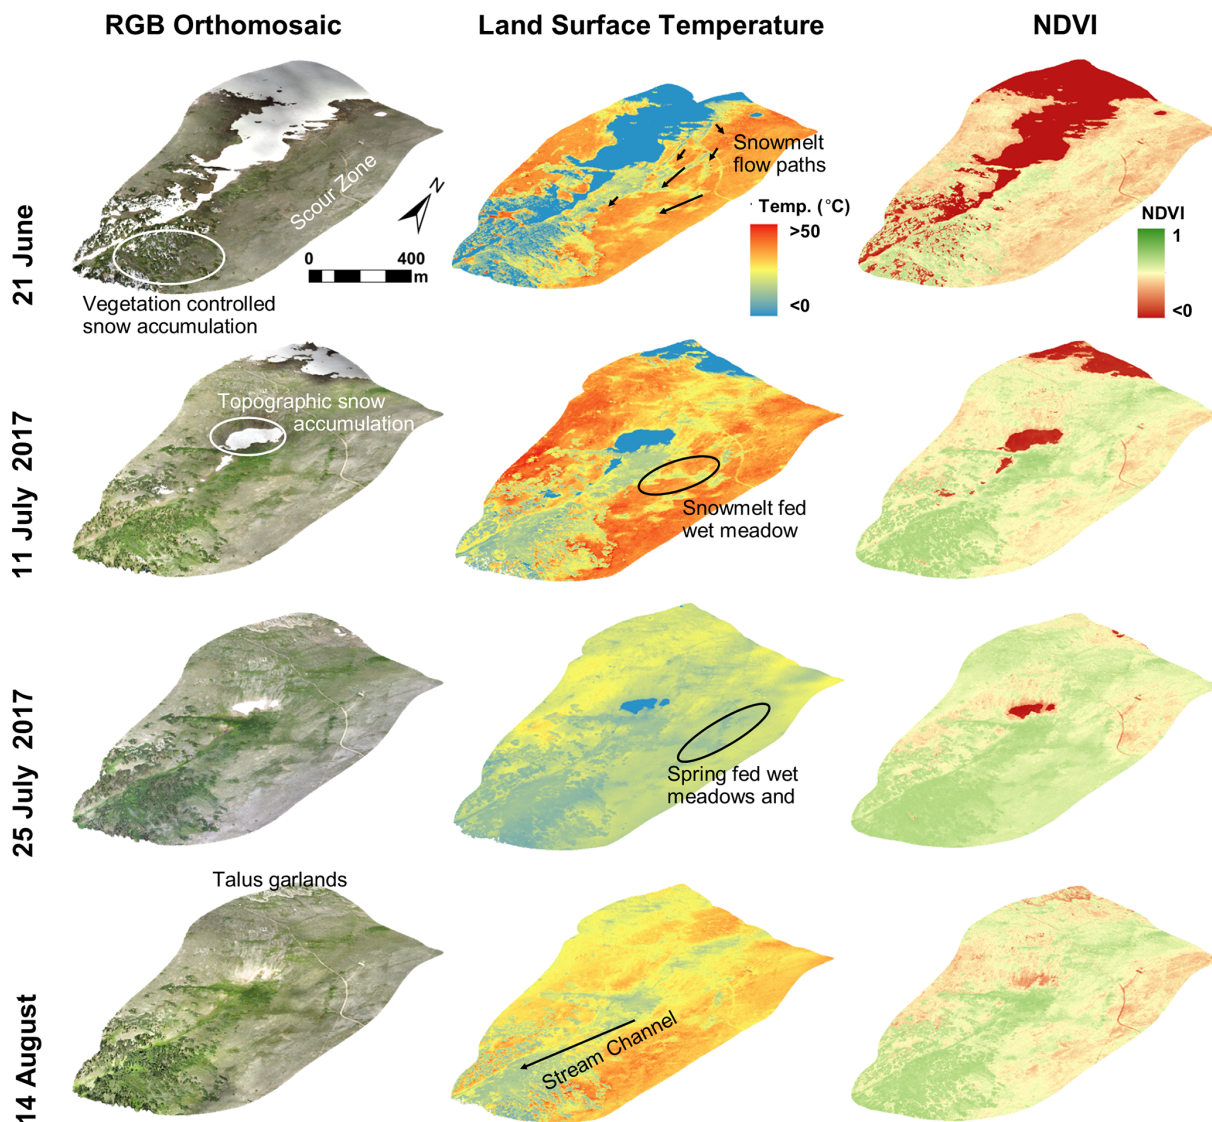 RGB Orthomosaic
Land Surface Temperature
NDVI
21 June
Scour Zone
N
0
400
m
Vegetation controlled
snow accumulation
Snowmelt
flow paths
Temp. (°C)
>50
<0
NDVI
1
<0
11 July 2017
Topographic snow
accumulation
Snowmelt fed
wet meadow
25 July 2017
Spring fed wet
meadows and
14 August
Talus garlands
Stream Channel